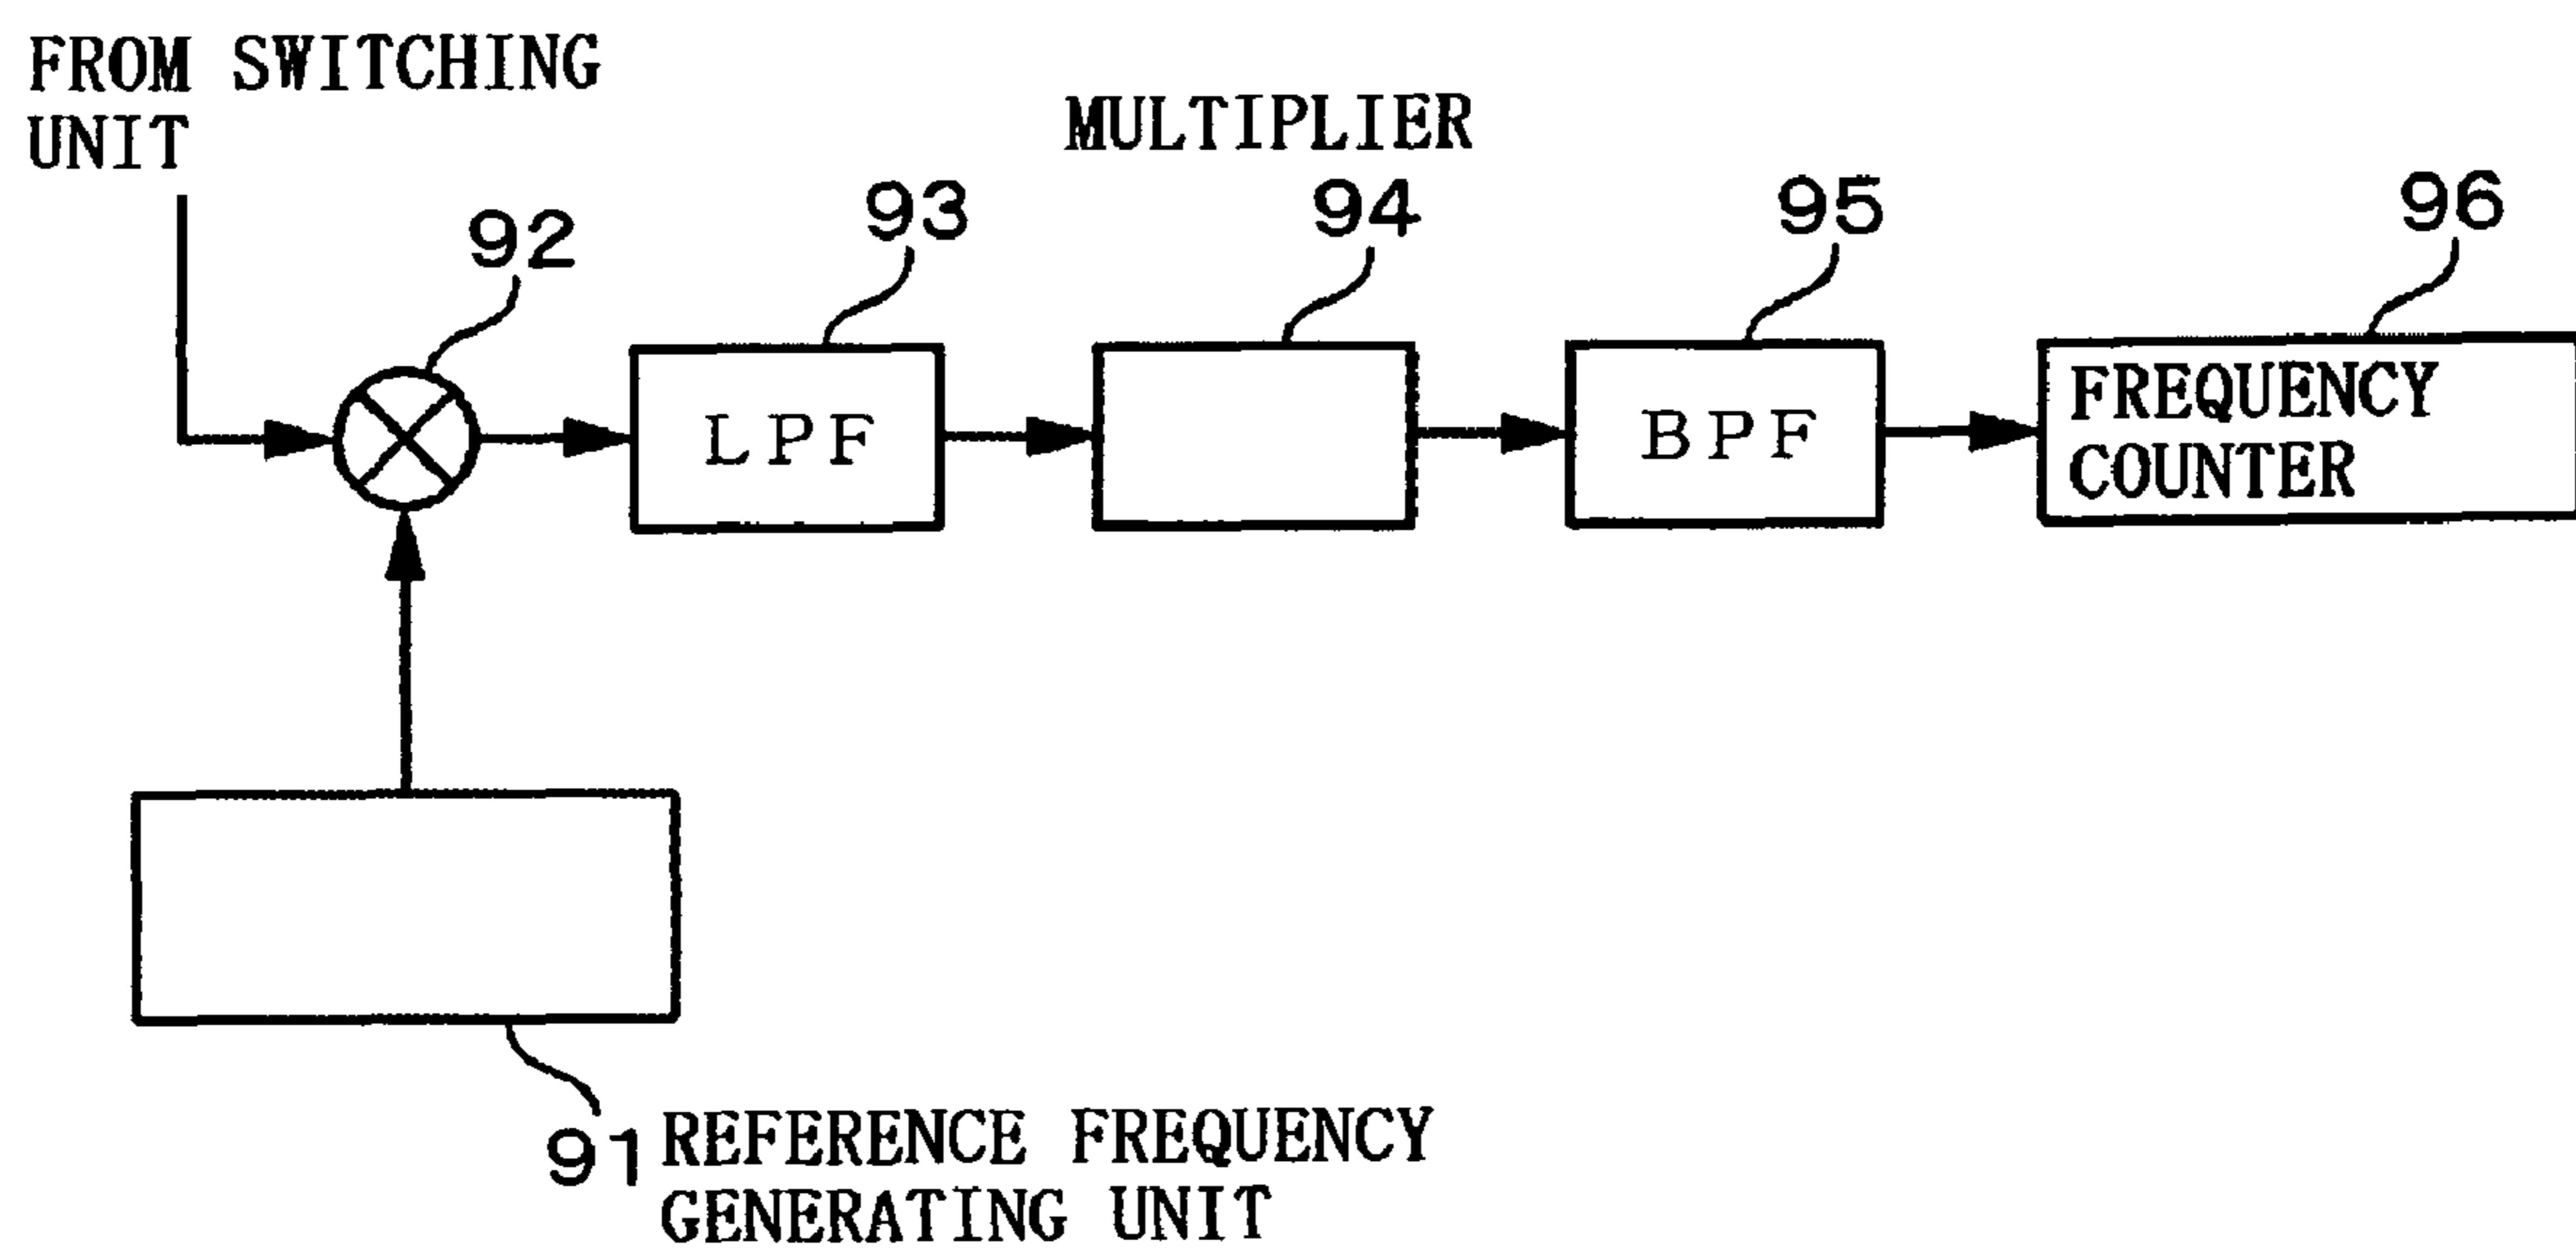 FROM SWITCHING
UNIT
MULTIPLIER
92
93
94
95
96
LPF
BPF
FREQUENCY
COUNTER
91 REFERENCE FREQUENCY
GENERATING UNIT